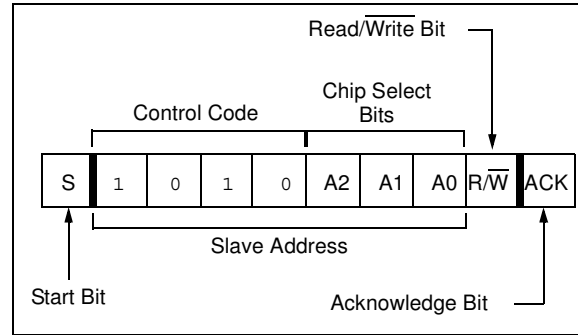 Read/Write Bit
Control Code
Chip Select
Bits
S 1 0 1 0 A2 A1 A0 R/W ACK
Slave Address
Start Bit
Acknowledge Bit